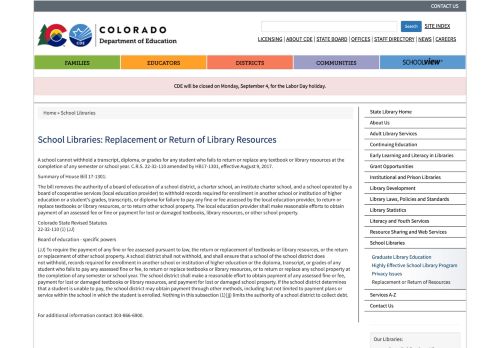 CONTACT US
COLORADO
Department of Education
CDE
Search
SITE INDEX
LICENSING | ABOUT CDE | STATE BOARD | OFFICES | STAFF DIRECTORY | NEWS | CAREERS
FAMILIES
EDUCATORS
DISTRICTS
COMMUNITIES
SCHOOLVIEW
CDE will be closed on Monday, September 4, for the Labor Day holiday.
Home » School Libraries
School Libraries: Replacement or Return of Library Resources
A school cannot withhold a transcript, diploma, or grades for any student who fails to return or replace any textbook or library resources at the
completion of any semester or school year. C.R.S. 22-32-110 amended by HB17-1301, effective August 9, 2017.
Summary of House Bill 17-1301:
The bill removes the authority of a board of education of a school district, a charter school, an institute charter school, and a school operated by a
board of cooperative services (local education provider) to withhold records required for enrollment in another school or institution of higher
education or a student's grades, transcripts, or diploma for failure to pay any fine or fee assessed by the local education provider, to return or
replace textbooks or library resources, or to return other school property. The local education provider shall make reasonable efforts to obtain
payment of an assessed fee or fine or payment for lost or damaged textbooks, library resources, or other school property.
Colorado State Revised Statutes
22-32-110 (1) (JJ)
Board of education - specific powers
(JJ) To require the payment of any fine or fee assessed pursuant to law, the return or replacement of textbooks or library resources, or the return
or replacement of other school property. A school district shall not withhold, and shall ensure that a school of the school district does
not withhold, records required for enrollment in another school or institution of higher education or the diploma, transcript, or grades of any
student who fails to pay any assessed fine or fee, to return or replace textbooks or library resources, or to return or replace any school property at
the completion of any semester or school year. The school district shall make a reasonable effort to obtain payment of any assessed fine or fee,
payment for lost or damaged textbooks or library resources, and payment for lost or damaged school property. If the school district determines
that a student is unable to pay, the school district may obtain payment through other methods, including but not limited to payment plans or
service within the school in which the student is enrolled. Nothing in this subsection (1)(jj) limits the authority of a school district to collect debt.
For additional information contact 303-866-6900.
State Library Home
About Us
Adult Library Services
Continuing Education
Early Learning and Literacy in Libraries
Grant Opportunities
Institutional and Prison Libraries
Library Development
Library Laws, Policies and Standards
Library Statistics
Literacy and Youth Services
Resource Sharing and Web Services
School Libraries
Graduate Library Education
Highly Effective School Library Program
Privacy Issues
Replacement or Return of Resources
Services A-Z
Contact Us
Our Libraries: